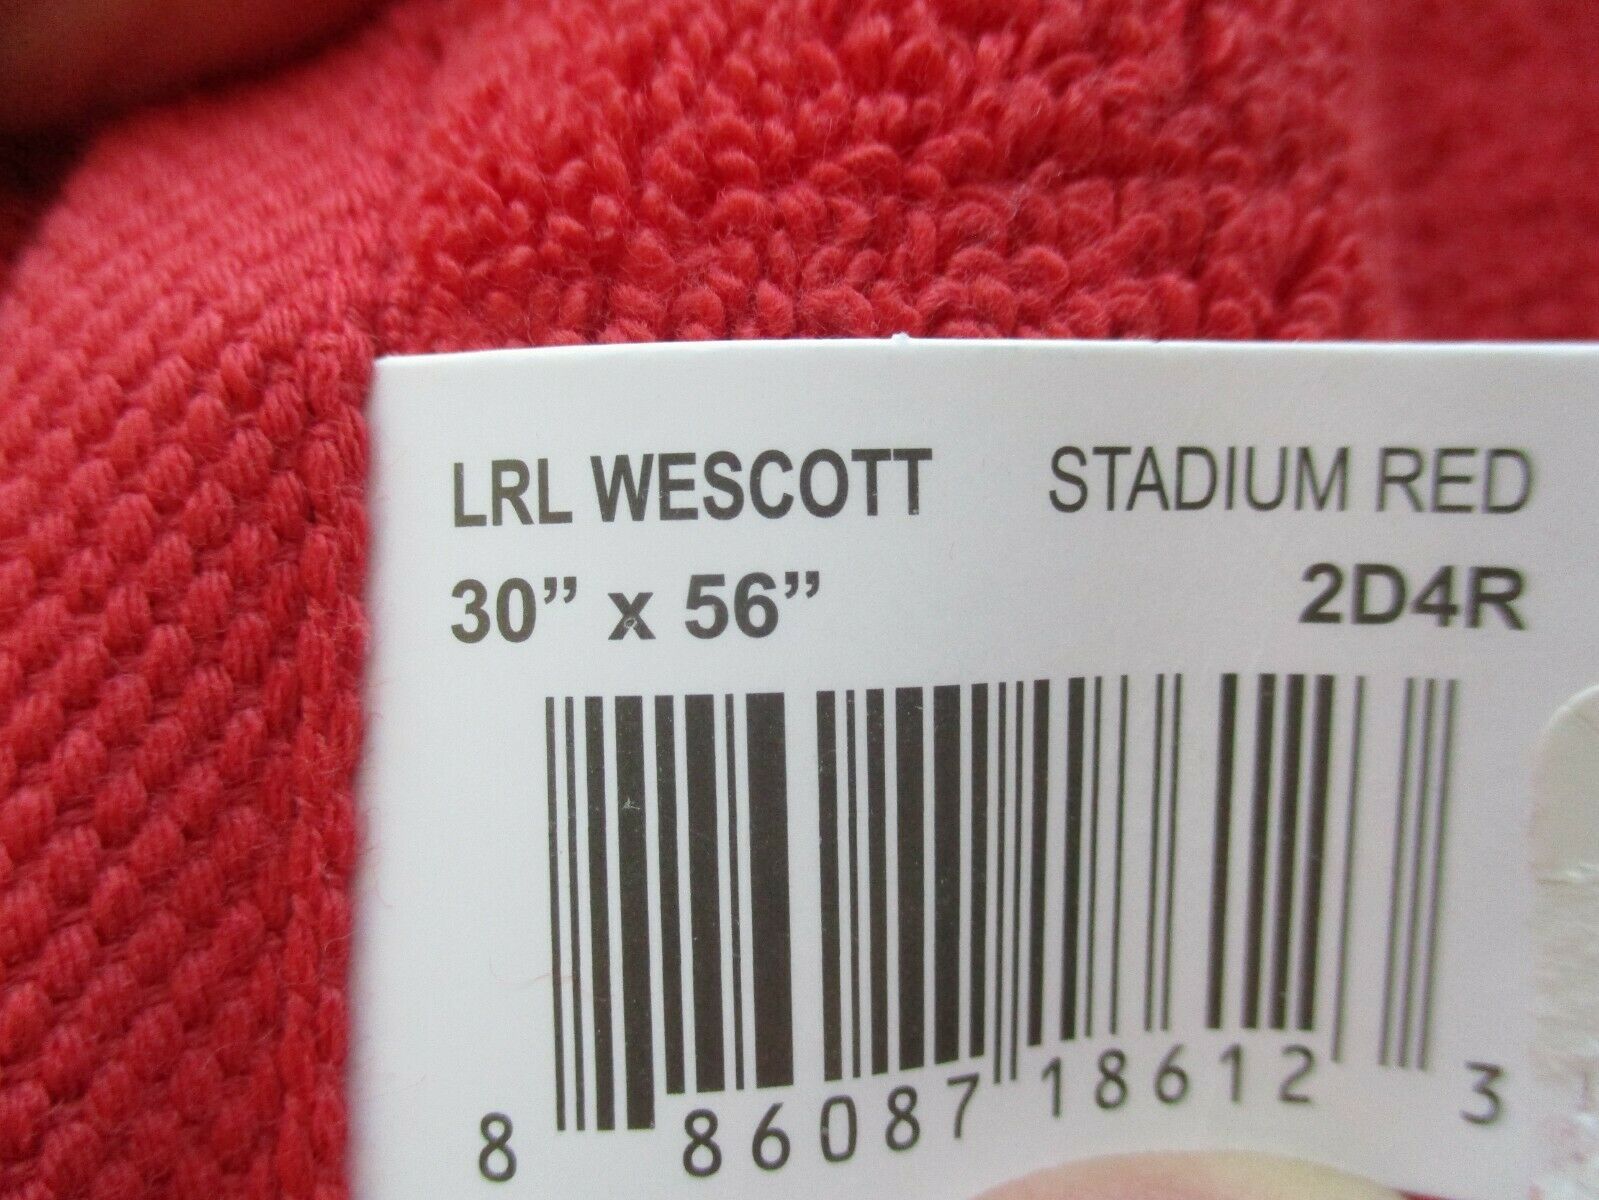 LRL WESCOTT STADIUM RED
30” x 56” 2D4R
8 86087 18612 3